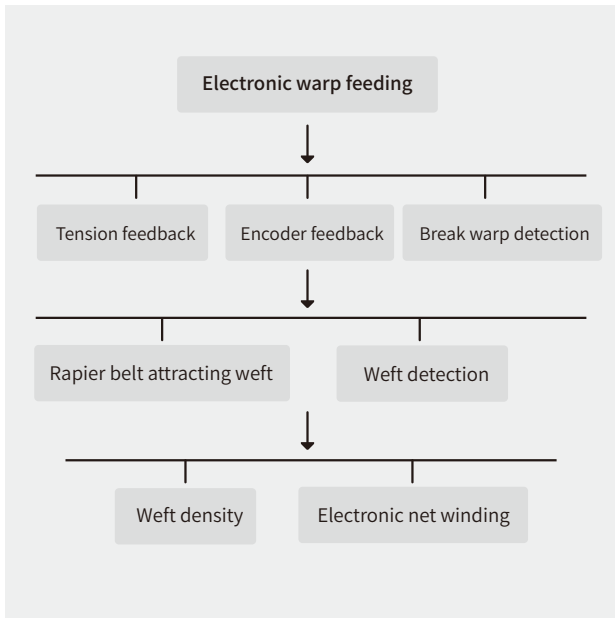 Electronic warp feeding
Tension feedback
Encoder feedback
Break warp detection
Rapier belt attracting weft
Weft detection
Weft density
Electronic net winding